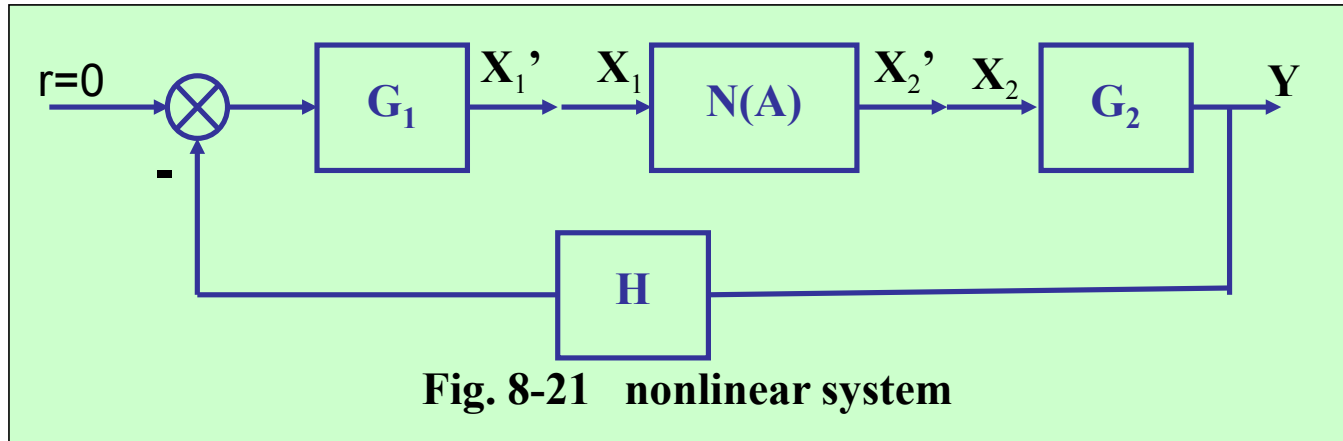 r=0
G₁
X₁’
X₁
N(A)
X₂’
X₂
G₂
Y
-
H
Fig. 8-21 nonlinear system